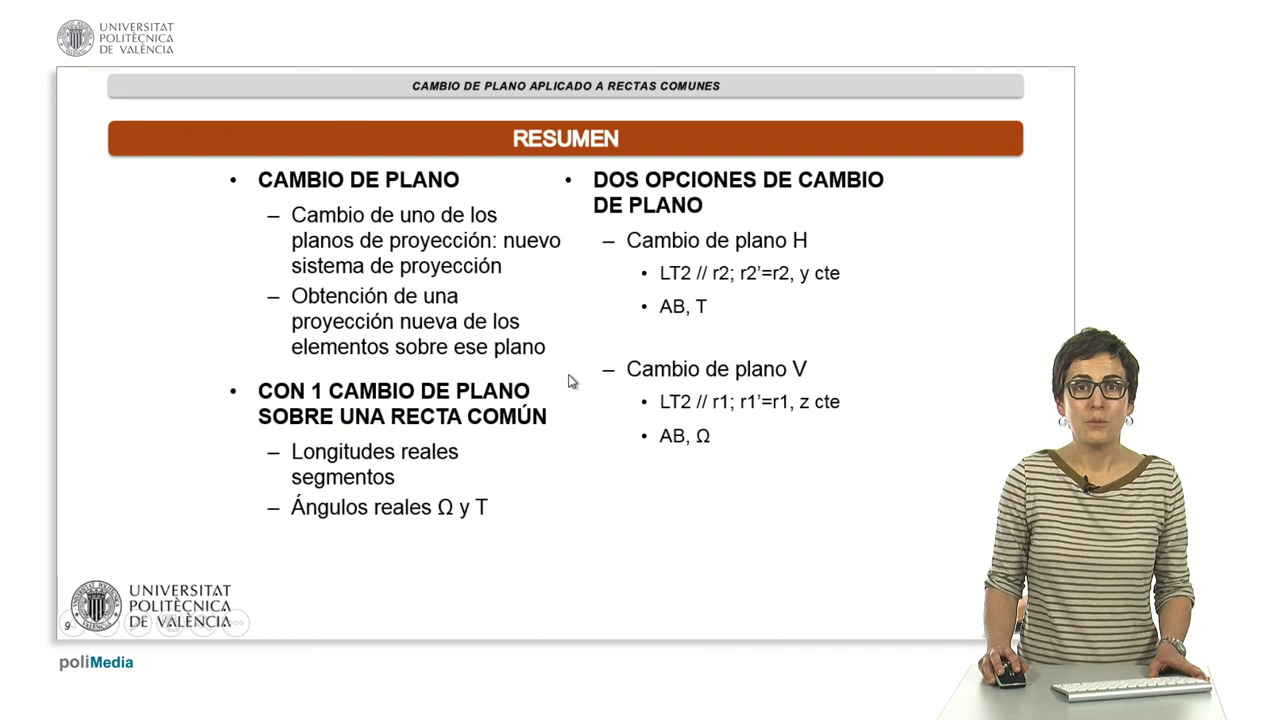 UNIVERSITAT
POLITÈCNICA
DE VALÈNCIA
CAMBIO DE PLANO APLICADO A RECTAS COMUNES
RESUMEN
• CAMBIO DE PLANO
– Cambio de uno de los
planos de proyección: nuevo
sistema de proyección
– Obtención de una
proyección nueva de los
elementos sobre ese plano
• CON 1 CAMBIO DE PLANO
SOBRE UNA RECTA COMÚN
– Longitudes reales
segmentos
– Ángulos reales Ω y T
• DOS OPCIONES DE CAMBIO
DE PLANO
– Cambio de plano H
• LT2 // r2; r2’=r2, y cte
• AB, T
– Cambio de plano V
• LT2 // r1; r1’=r1, z cte
• AB, Ω
UNIVERSITAT
POLITÈCNICA
DE VALÈNCIA
9
poliMedia